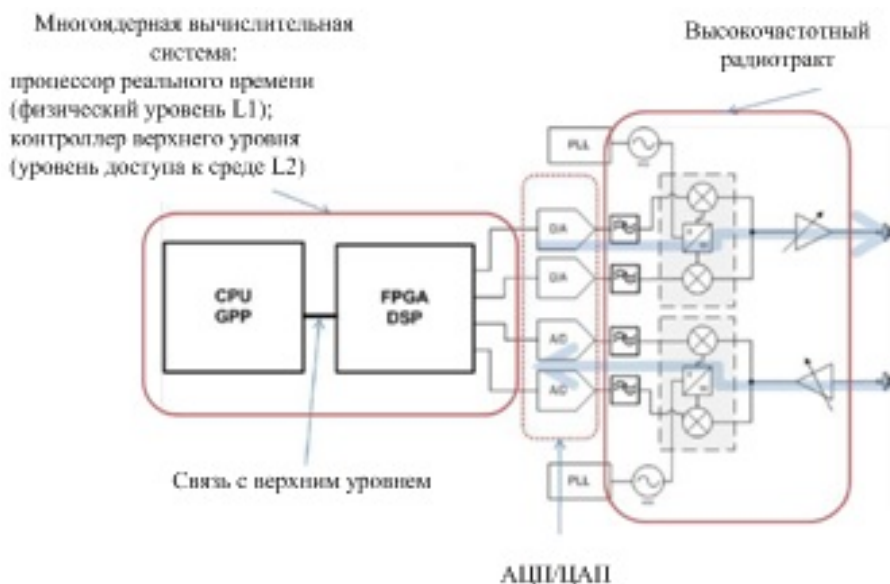 Многоядерная вычислительная
система:
процессор реального времени
(физический уровень L1);
контроллер верхнего уровня
(уровень доступа к среде L2)
Высокочастотный
радиотракт
PLL
D/A
CPU
GPP
FPGA
DSP
D/A
A/D
A/D
Связь с верхним уровнем
PLL
АЦП/ЦАП